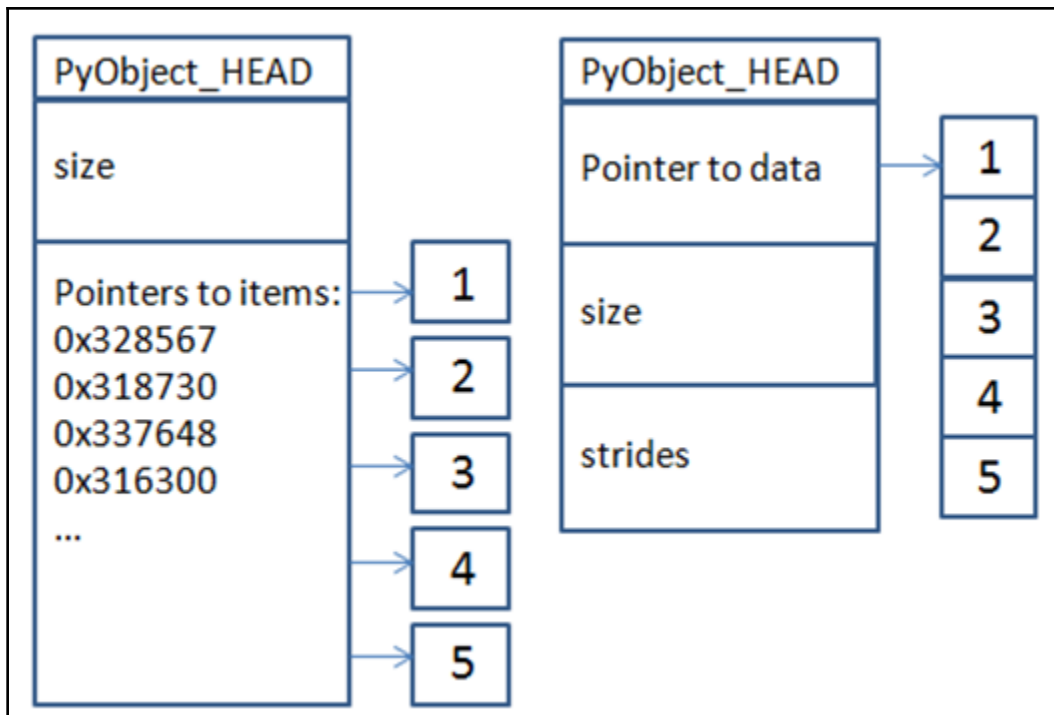 PyObject_HEAD
size
Pointers to items:
0x328567
0x318730
0x337648
0x316300
...
1
2
3
4
5
PyObject_HEAD
Pointer to data
size
strides
1
2
3
4
5